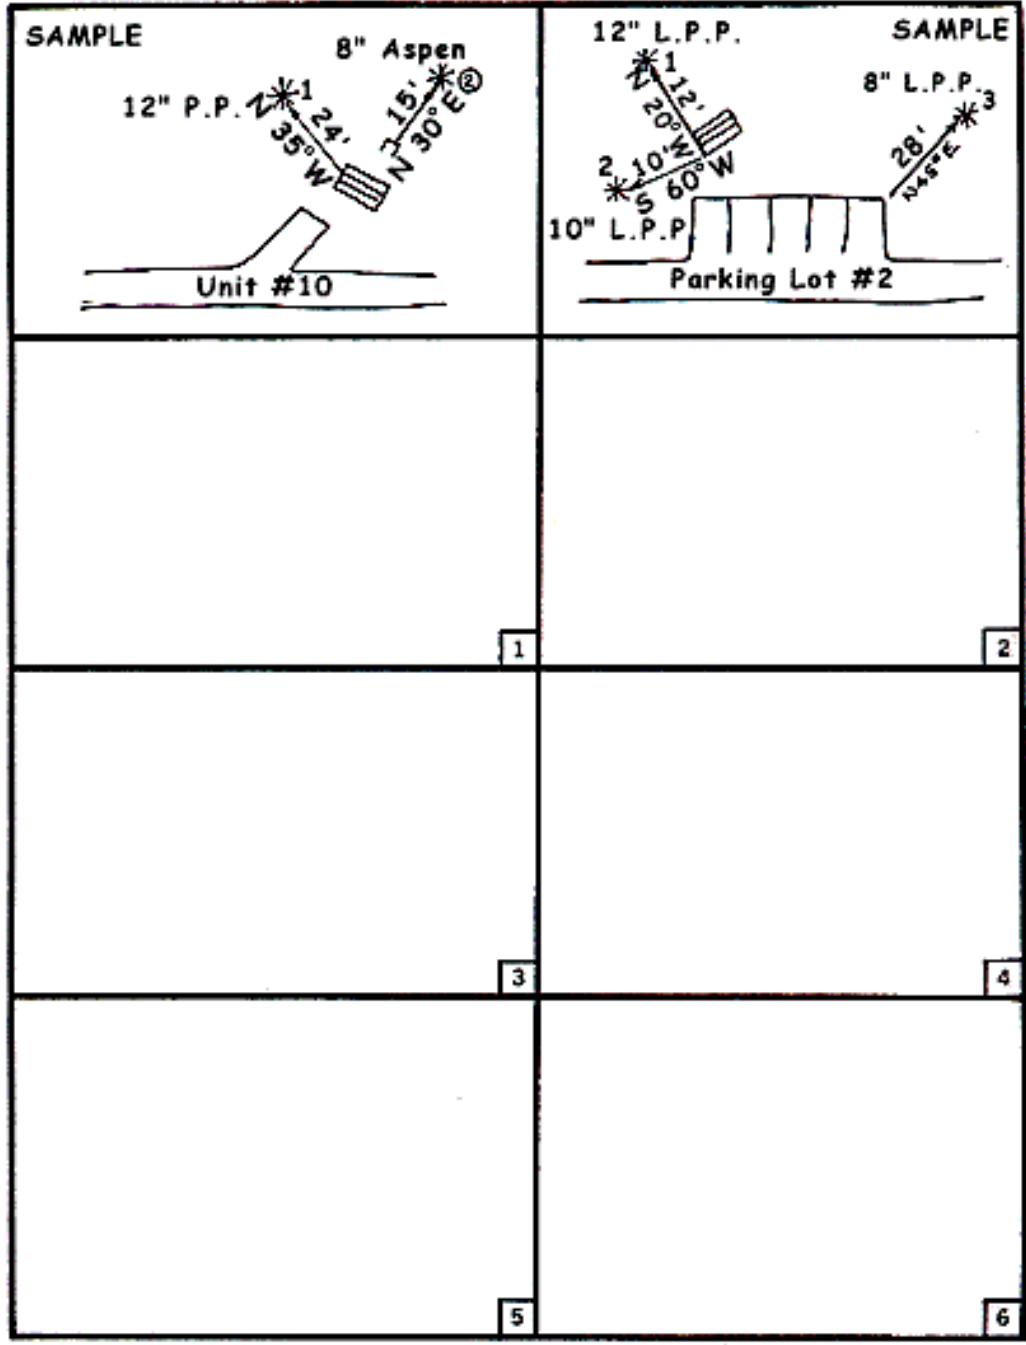 SAMPLE
8" Aspen
12" P.P.
1
2
24'
N 35° W
15'
N 30° E
Unit #10
SAMPLE
12" L.P.P.
1
8" L.P.P.
3
12'
N 20° W
28'
N 45° E.
2
10'
S 60° W
10" L.P.P
Parking Lot #2
1
2
3
4
5
6